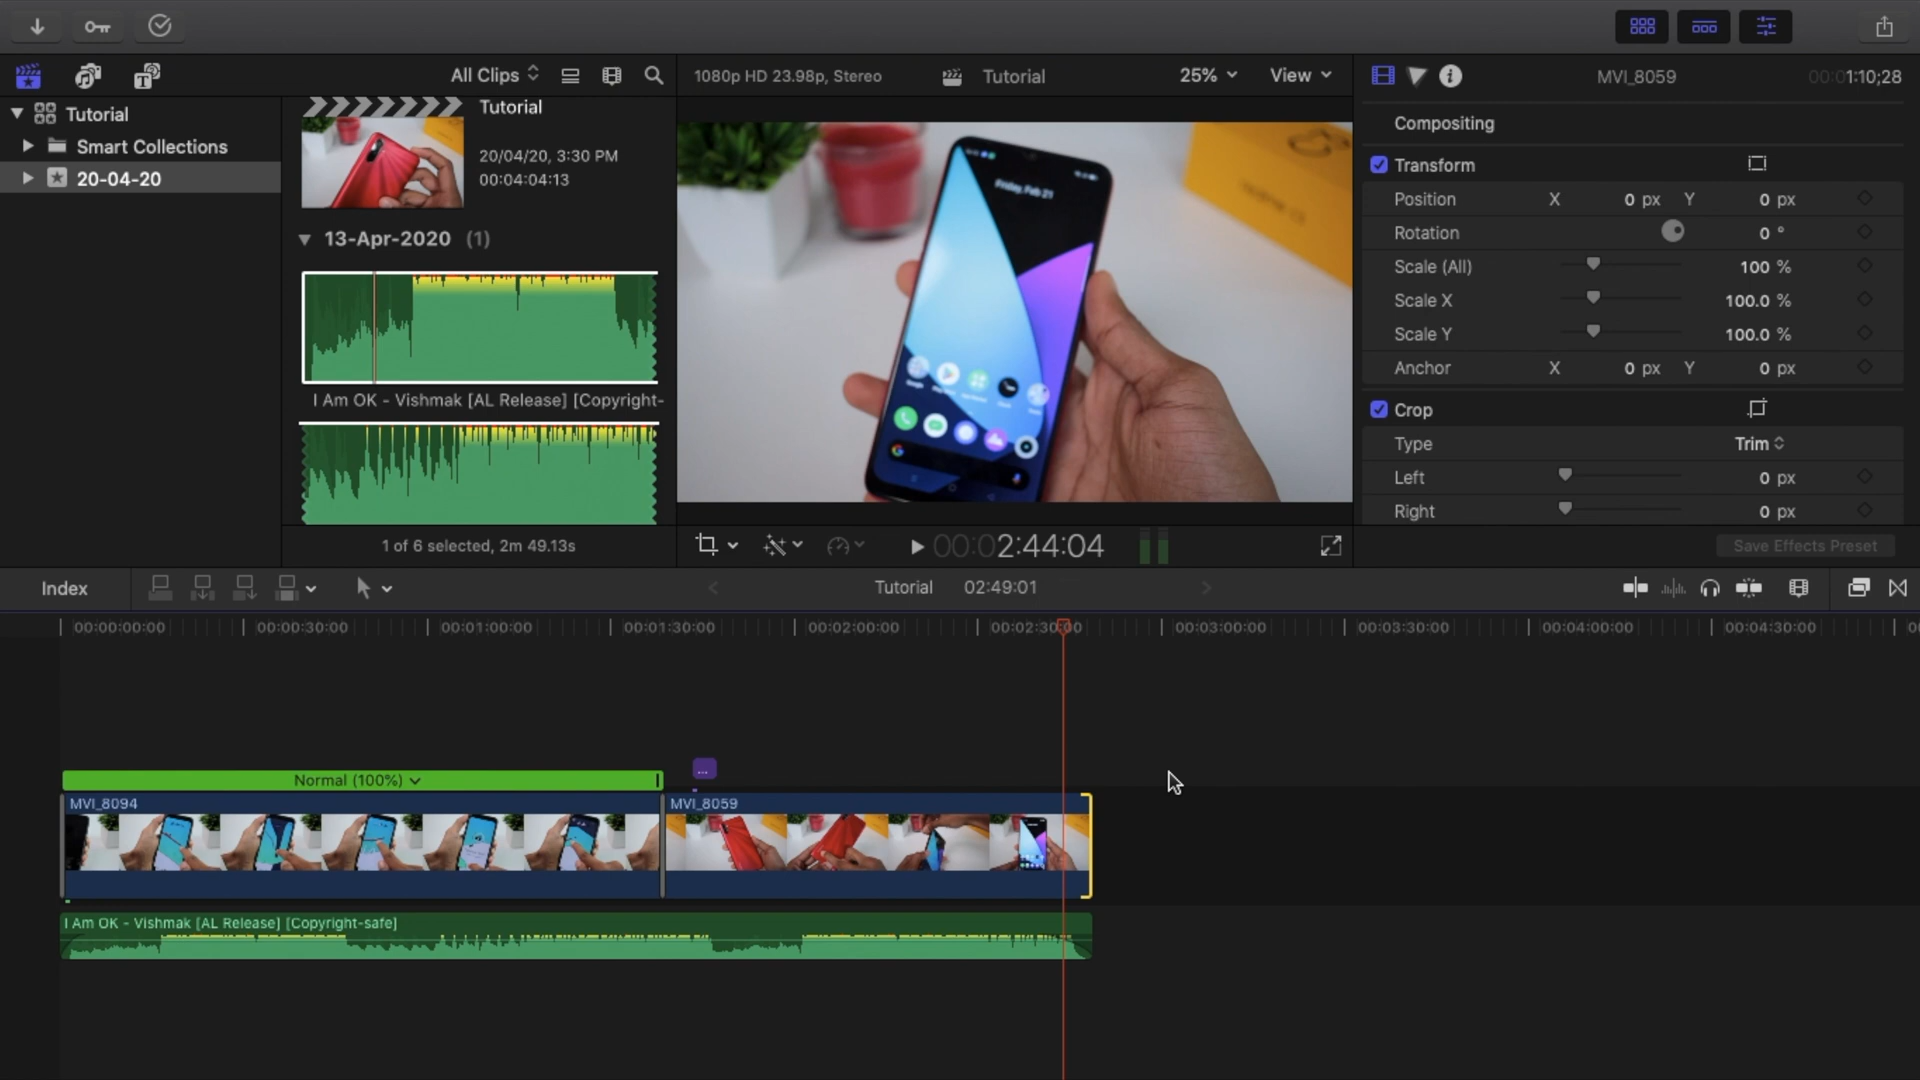 All Clips
1080p HD 23.98p, Stereo
Tutorial
25%
View
MVI_8059
00:01:10;28
Tutorial
Smart Collections
20-04-20
Tutorial
20/04/20, 3:30 PM
00:04:04:13
13-Apr-2020 (1)
I Am OK - Vishmak [AL Release] [Copyright-
1 of 6 selected, 2m 49.13s
Friday, Feb 21
00:02:44:04
Compositing
Transform
Position X 0 px Y 0 px
Rotation 0 °
Scale (All) 100 %
Scale X 100.0 %
Scale Y 100.0 %
Anchor X 0 px Y 0 px
Crop
Type Trim
Left 0 px
Right 0 px
Save Effects Preset
Index
Tutorial 02:49:01
00:00:00:00 00:00:30:00 00:01:00:00 00:01:30:00 00:02:00:00 00:02:30:00 00:03:00:00 00:03:30:00 00:04:00:00 00:04:30:00
...
Normal (100%)
MVI_8094
MVI_8059
I Am OK - Vishmak [AL Release] [Copyright-safe]